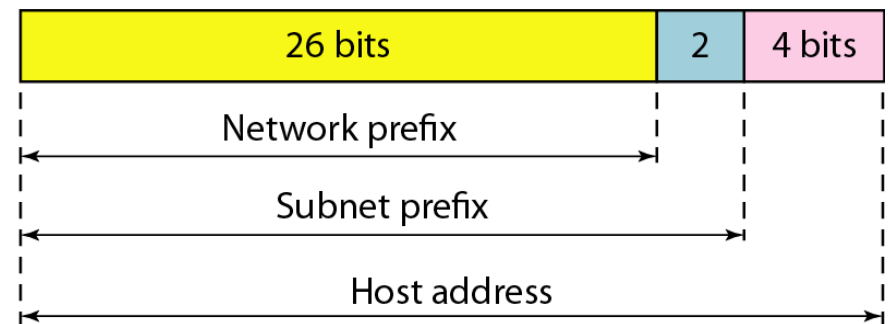 26 bits 2 4 bits
Network prefix
Subnet prefix
Host address